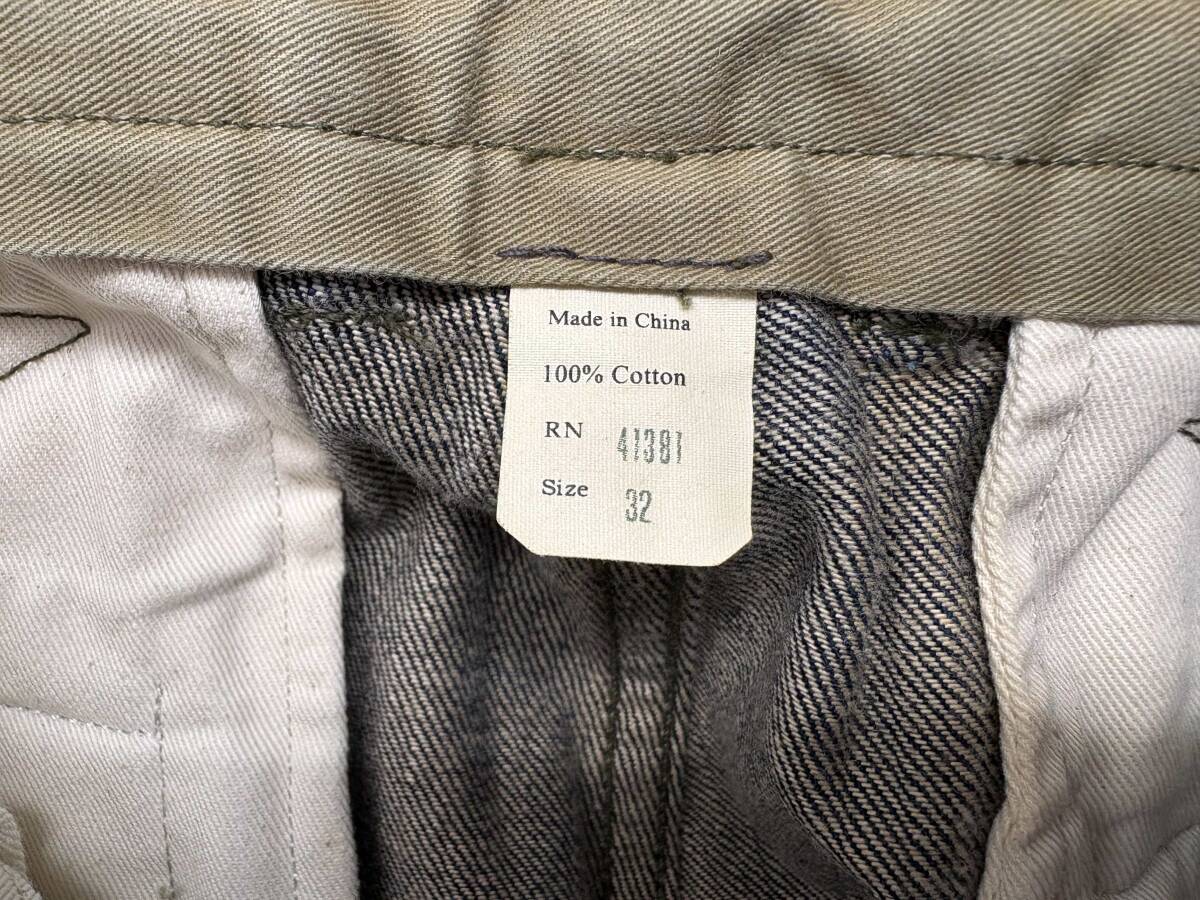 Made in China
100% Cotton
RN 41381
Size 32